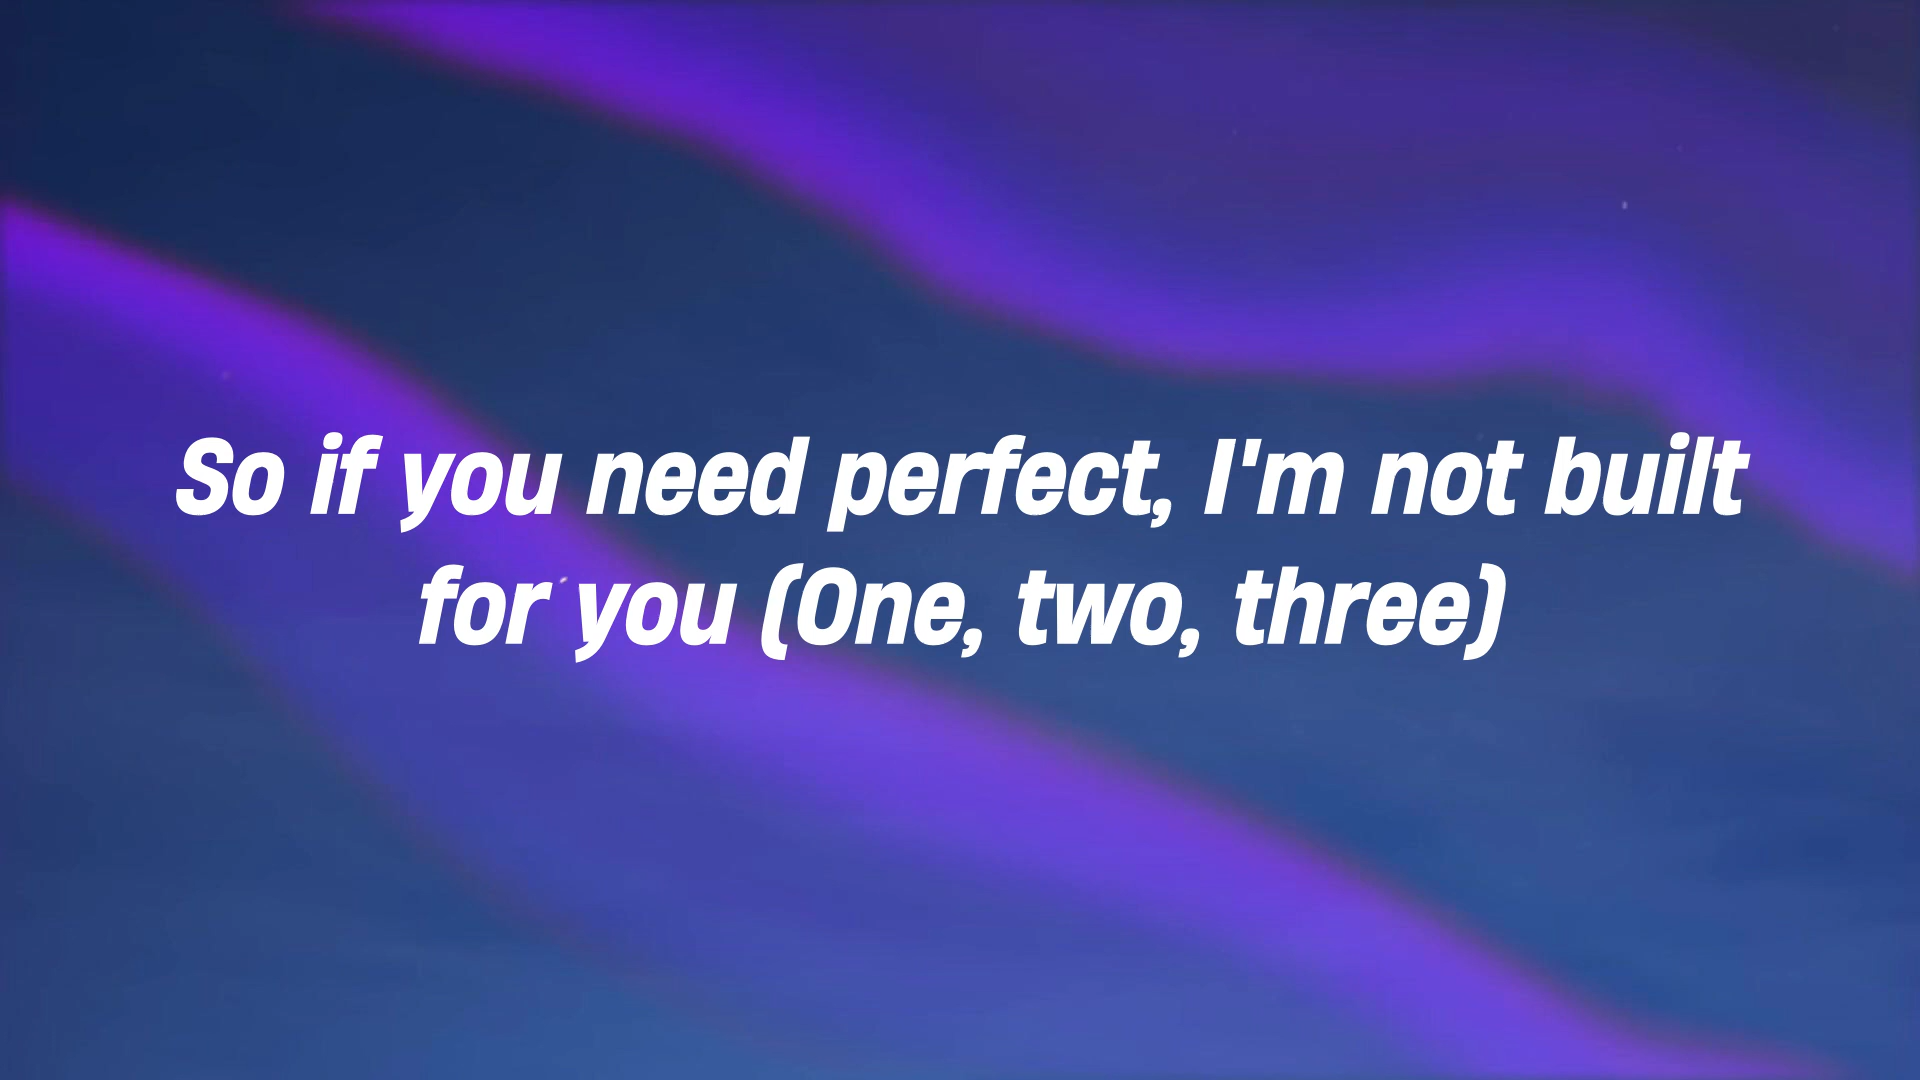 So if you need perfect, I'm not built
for you (One, two, three)